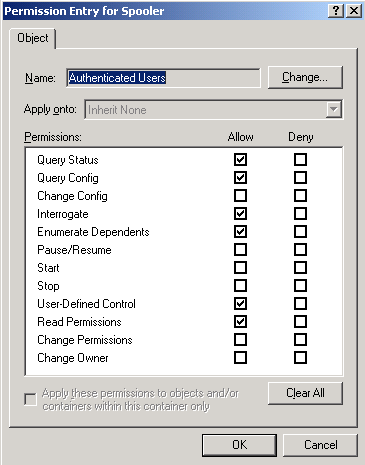 Permission Entry for Spooler
Object
Name: Authenticated Users Change...
Apply onto: Inherit None
Permissions: Allow Deny
Query Status
Query Config
Change Config
Interrogate
Enumerate Dependents
Pause/Resume
Start
Stop
User-Defined Control
Read Permissions
Change Permissions
Change Owner
Apply these permissions to objects and/or
containers within this container only
Clear All
OK Cancel